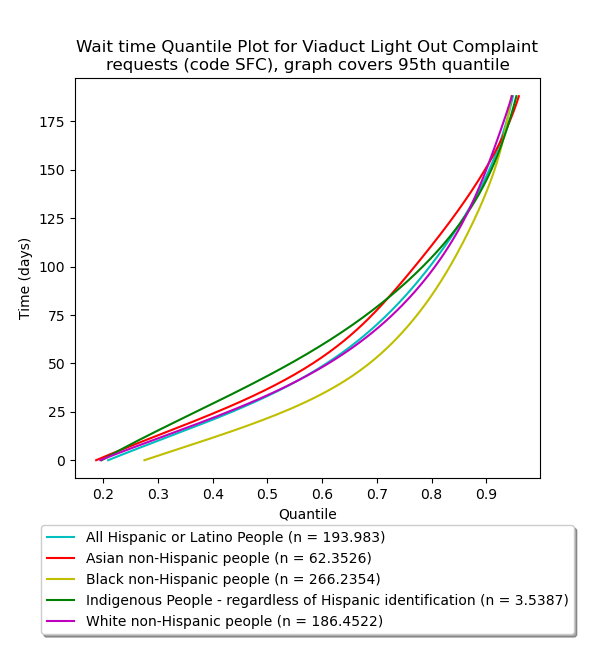 Wait time Quantile Plot for Viaduct Light Out Complaint
requests (code SFC), graph covers 95th quantile
Time (days)
175
150
125
100
75
50
25
0
0.2 0.3 0.4 0.5 0.6 0.7 0.8 0.9
Quantile
All Hispanic or Latino People (n = 193.983)
Asian non-Hispanic people (n = 62.3526)
Black non-Hispanic people (n = 266.2354)
Indigenous People - regardless of Hispanic identification (n = 3.5387)
White non-Hispanic people (n = 186.4522)